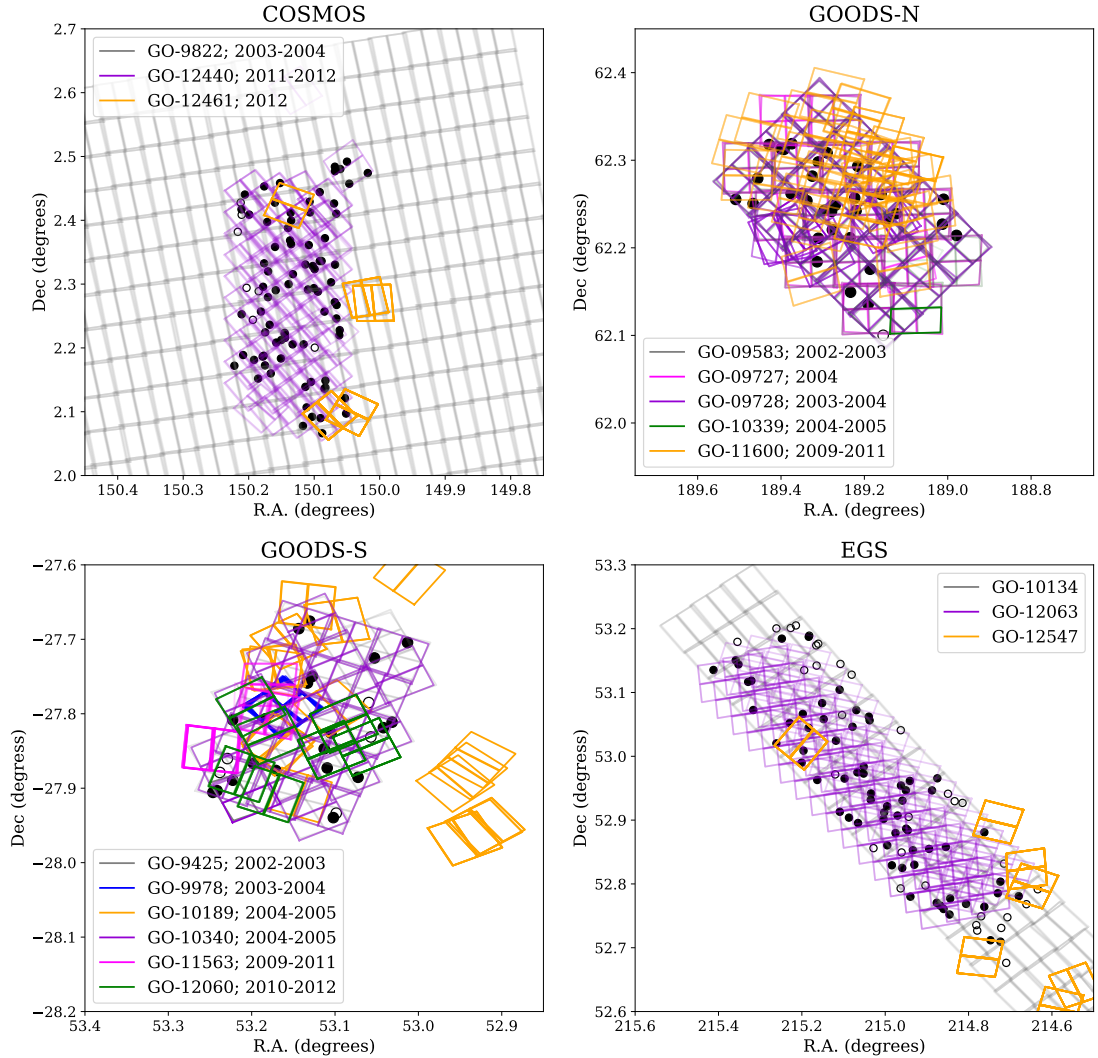 COSMOS
GO-9822; 2003-2004
GO-12440; 2011-2012
GO-12461; 2012
2.7
2.6
2.5
2.4
2.3
2.2
2.1
2.0
Dec (degrees)
150.4 150.3 150.2 150.1 150.0 149.9 149.8
R.A. (degrees)
GOODS-N
62.4
62.3
62.2
62.1
62.0
Dec (degrees)
GO-09583; 2002-2003
GO-09727; 2004
GO-09728; 2003-2004
GO-10339; 2004-2005
GO-11600; 2009-2011
189.6 189.4 189.2 189.0 188.8
R.A. (degrees)
GOODS-S
−27.6
−27.7
−27.8
−27.9
−28.0
−28.1
−28.2
Dec (degress)
GO-9425; 2002-2003
GO-9978; 2003-2004
GO-10189; 2004-2005
GO-10340; 2004-2005
GO-11563; 2009-2011
GO-12060; 2010-2012
53.4 53.3 53.2 53.1 53.0 52.9
R.A. (degrees)
EGS
GO-10134
GO-12063
GO-12547
53.3
53.2
53.1
53.0
52.9
52.8
52.7
52.6
Dec (degress)
215.6 215.4 215.2 215.0 214.8 214.6
R.A. (degrees)